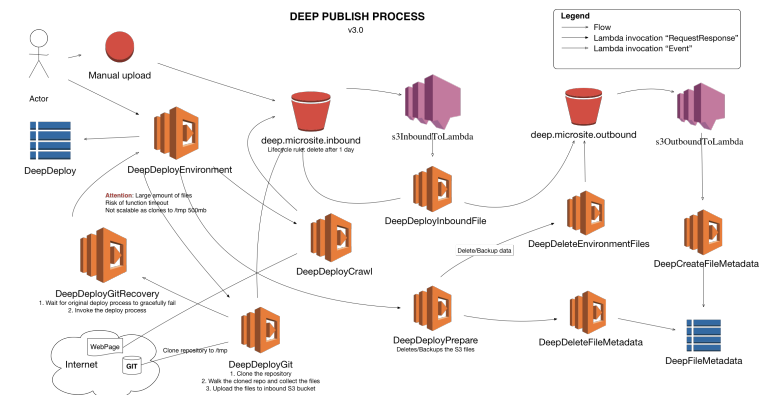 DEEP PUBLISH PROCESS
v3.0
Legend
Flow
Lambda invocation “RequestResponse”
Lambda invocation “Event”
Manual upload
Actor
DeepDeploy
DeepDeployEnvironment
deep.microsite.inbound
Lifecycle rule: delete after 1 day
s3InboundToLambda
deep.microsite.outbound
s3OutboundToLambda
Attention: Large amount of files
Risk of function timeout
Not scalable as clones to /tmp 500mb
DeepDeployInboundFile
DeepDeleteEnvironmentFiles
Delete/Backup data
DeepDeployCrawl
DeepCreateFileMetadata
DeepDeployGitRecovery
1. Wait for original deploy process to gracefully fail
2. Invoke the deploy process
DeepDeployPrepare
Deletes/Backups the S3 files
DeepDeleteFileMetadata
DeepFileMetadata
WebPage
Internet
GIT
Clone repository to /tmp
DeepDeployGit
1. Clone the repository
2. Walk the cloned repo and collect the files
3. Upload the files to inbound S3 bucket